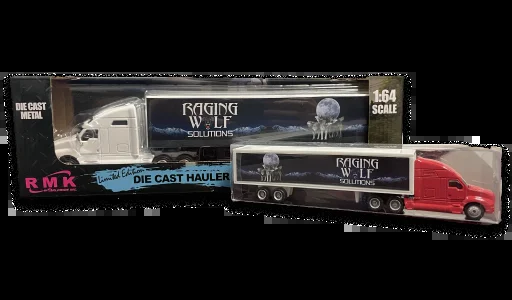 DIE CAST
METAL
RAGING
WOLF
SOLUTIONS
1:64
SCALE
RMK
Limited Edition
DIE CAST HAULER
RAGING
WOLF
SOLUTIONS